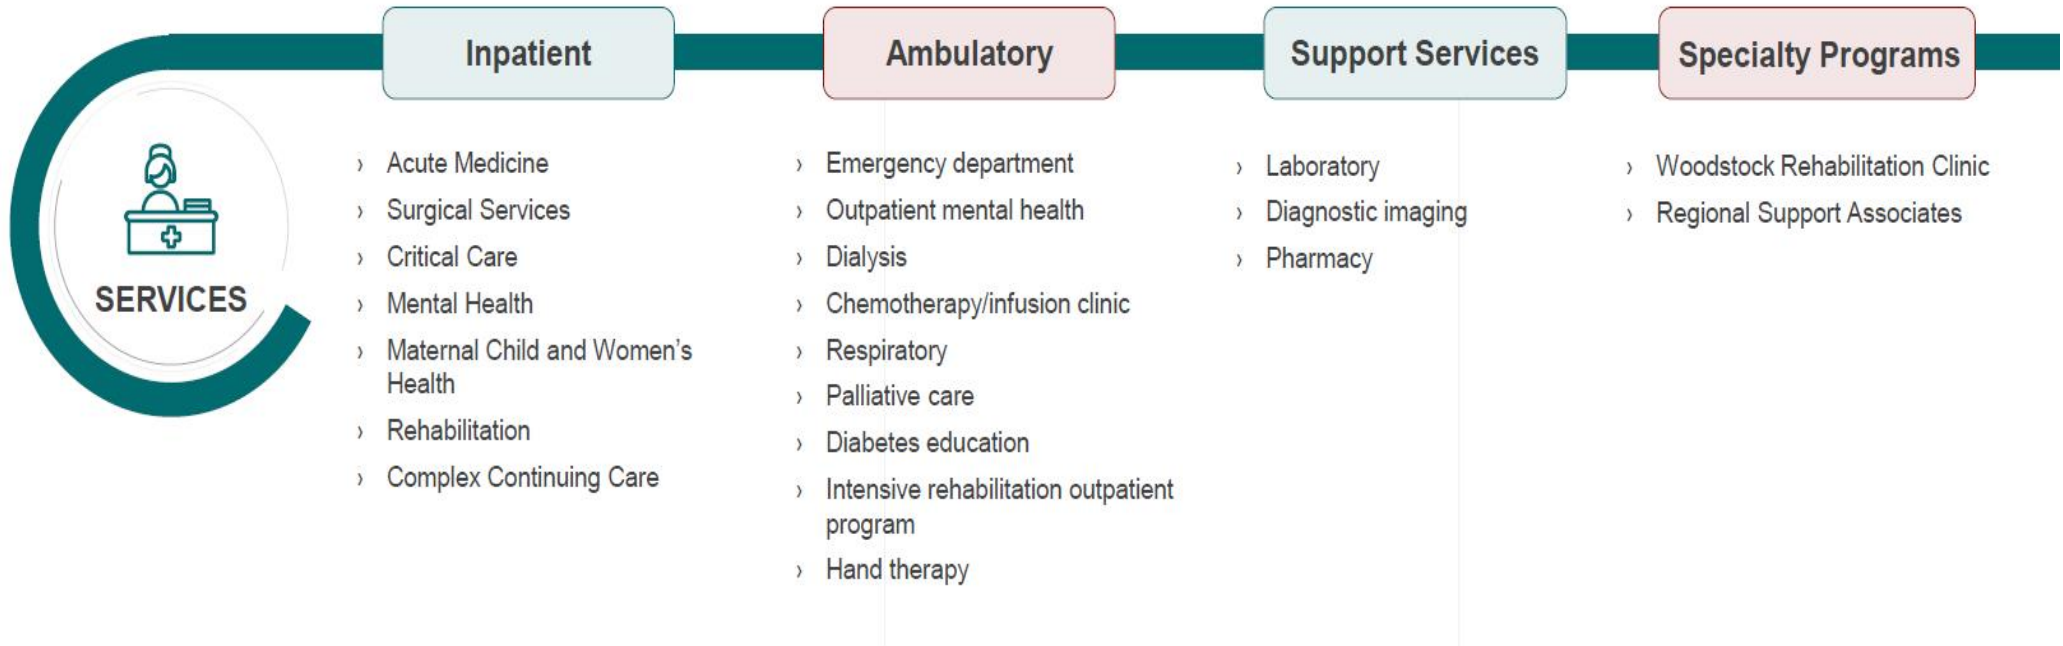 SERVICES
Inpatient
› Acute Medicine
› Surgical Services
› Critical Care
› Mental Health
› Maternal Child and Women’s
Health
› Rehabilitation
› Complex Continuing Care
Ambulatory
› Emergency department
› Outpatient mental health
› Dialysis
› Chemotherapy/infusion clinic
› Respiratory
› Palliative care
› Diabetes education
› Intensive rehabilitation outpatient
program
› Hand therapy
Support Services
› Laboratory
› Diagnostic imaging
› Pharmacy
Specialty Programs
› Woodstock Rehabilitation Clinic
› Regional Support Associates